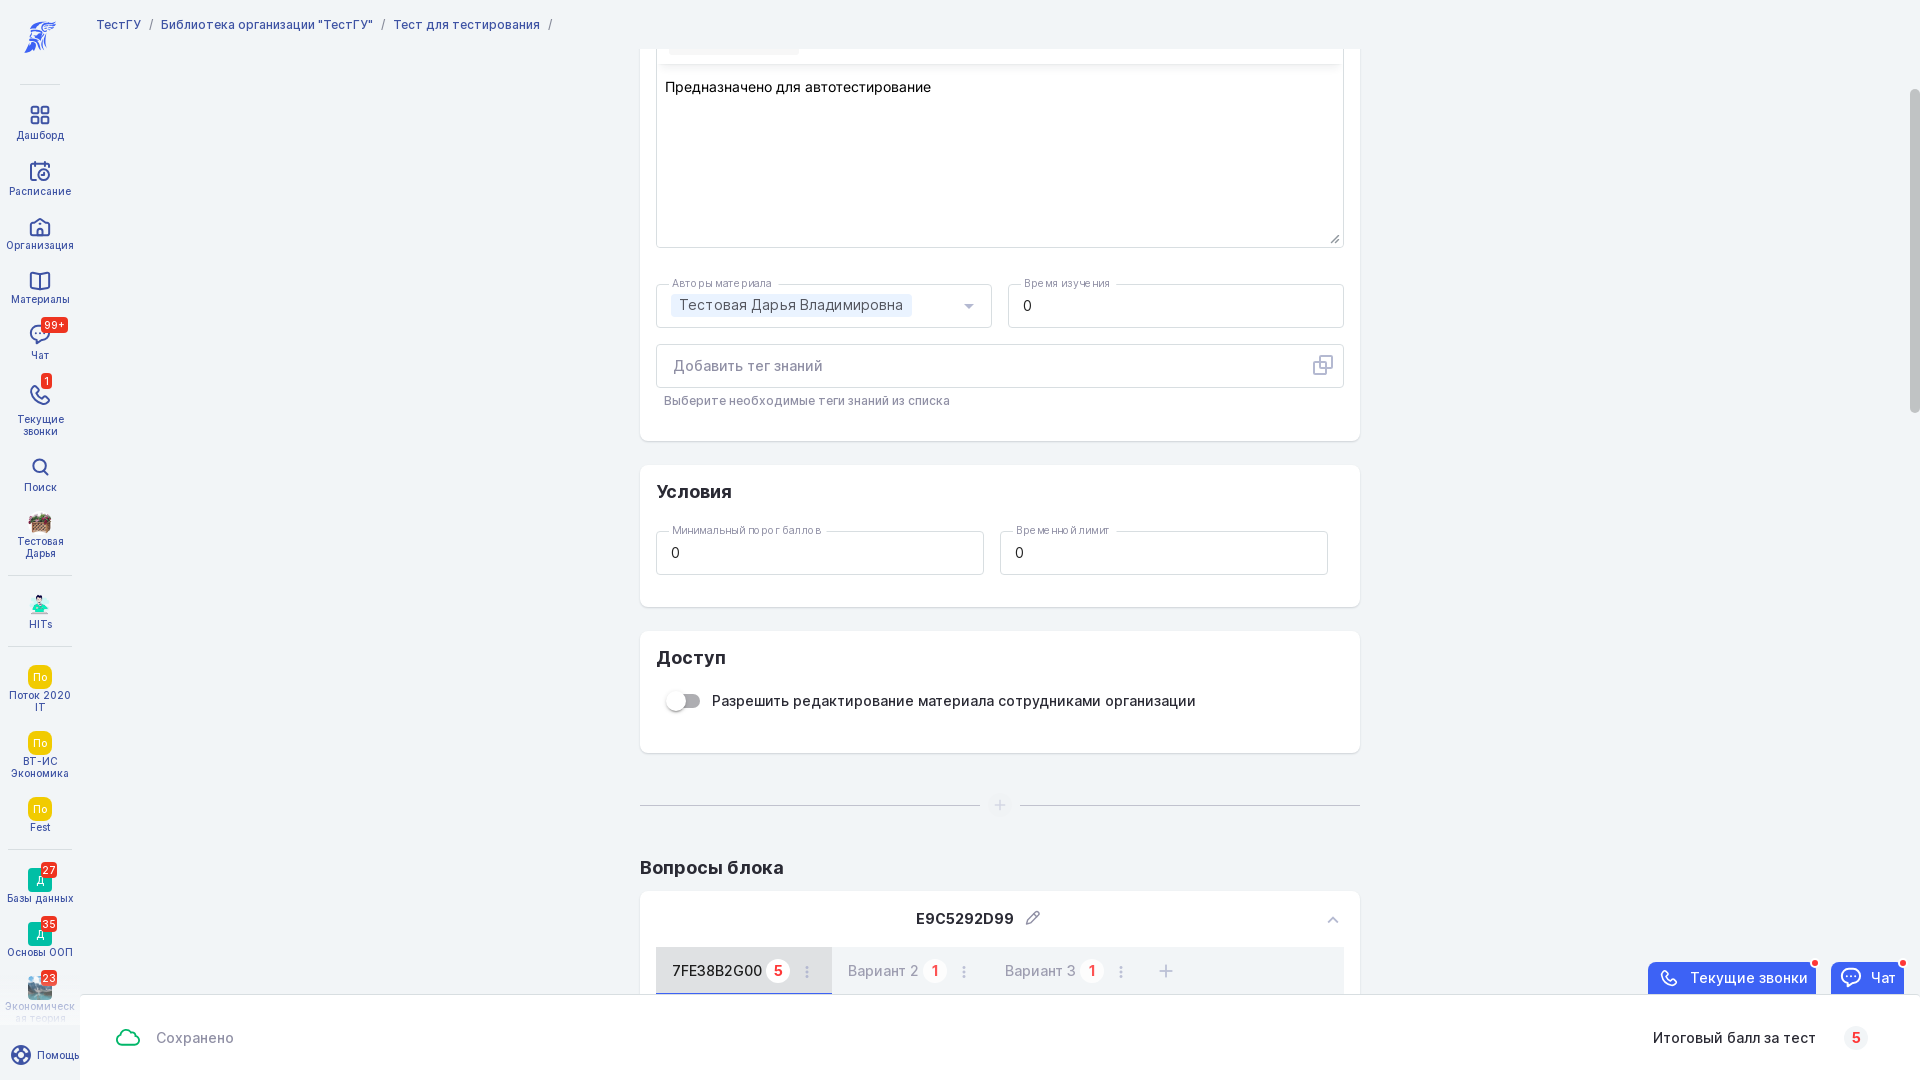 ТестГУ / Библиотека организации "ТестГУ" / Тест для тестирования /
Дашборд
Расписание
Организация
Материалы
99+
Чат
1
Текущие
звонки
Поиск
Тестовая
Дарья
HITs
По
Поток 2020
IT
По
ВТ-ИС
Экономика
По
Fest
27
Д
Базы данных
35
Д
Основы ООП
23
Экономическ
ая теория
Помощь
Предназначено для автотестирование
Авторы материала
Тестовая Дарья Владимировна
Время изучения
0
Добавить тег знаний
Выберите необходимые теги знаний из списка
Условия
Минимальный порог баллов
0
Временной лимит
0
Доступ
Разрешить редактирование материала сотрудниками организации
Вопросы блока
E9C5292D99
7FE38B2G00 5
Вариант 2 1
Вариант 3 1
Текущие звонки
Чат
Сохранено
Итоговый балл за тест 5